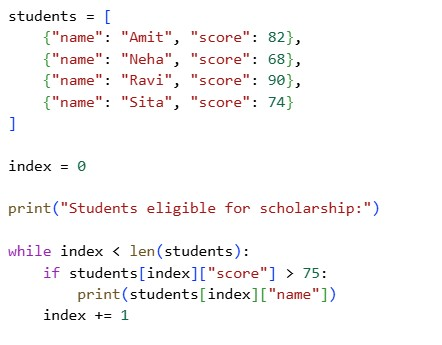 students = [
    {"name": "Amit", "score": 82},
    {"name": "Neha", "score": 68},
    {"name": "Ravi", "score": 90},
    {"name": "Sita", "score": 74}
]

index = 0

print("Students eligible for scholarship:")

while index < len(students):
    if students[index]["score"] > 75:
        print(students[index]["name"])
    index += 1